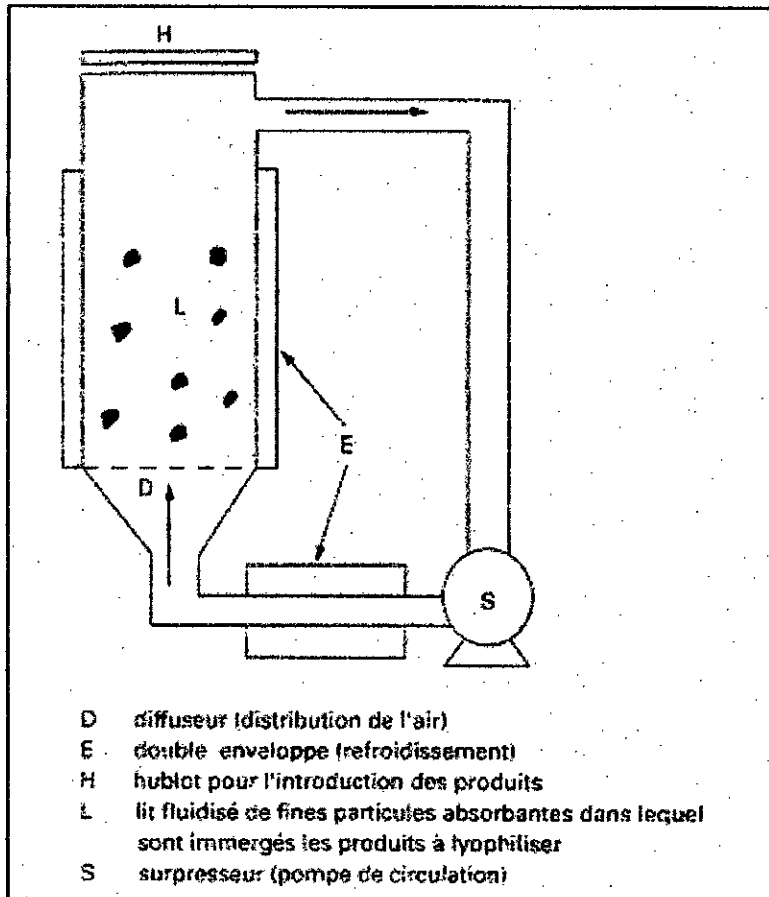 H
L
E
D
S
D diffuseur (distribution de l'air)
E double enveloppe (refroidissement)
H hublot pour l'introduction des produits
L lit fluidisé de fines particules absorbantes dans lequel
sont immergés les produits à lyophiliser
S surpresseur (pompe de circulation)